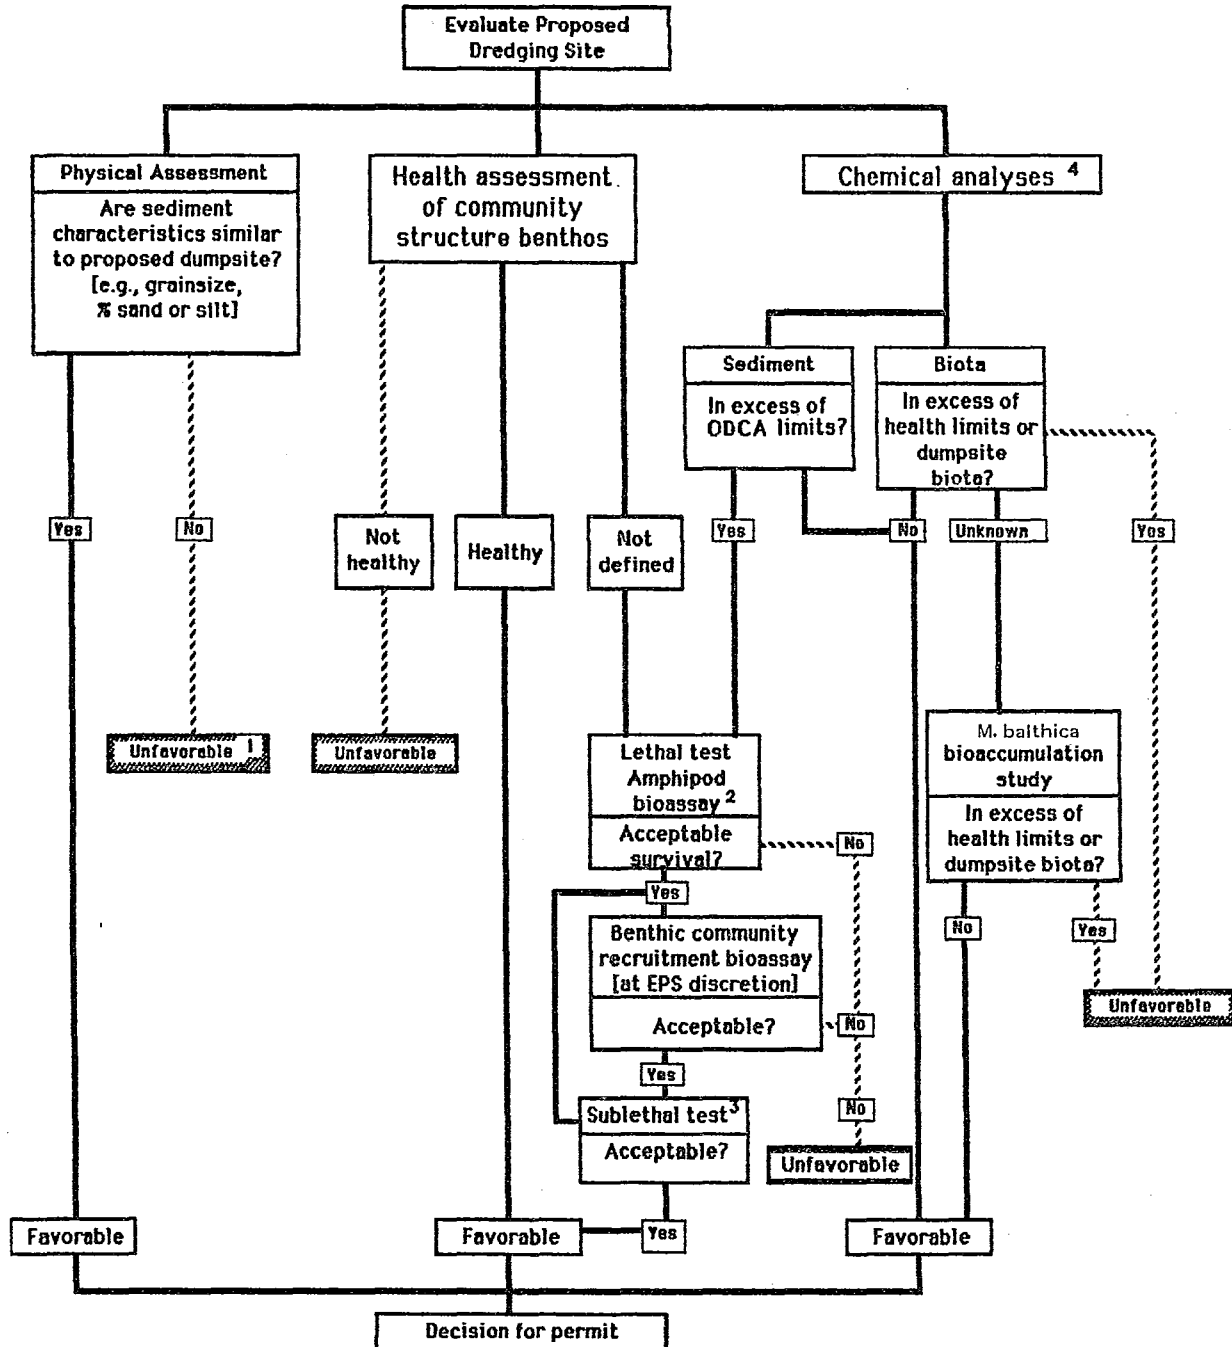 Evaluate Proposed
Dredging Site
Physical Assessment
Are sediment
characteristics similar
to proposed dumpsite?
[e.g., grainsize,
% sand or silt]
Health assessment.
of community
structure benthos
Chemical analyses 4
Sediment
In excess of
ODCA limits?
Biota
In excess of
health limits or
dumpsite
biota?
Yes
No
Not
healthy
Healthy
Not
defined
Yes
No
Unknown
Yes
Unfavorable 1
Unfavorable
Lethal test
Amphipod
bioassay 2
Acceptable
survival?
M. balthica
bioaccumulation
study
In excess of
health limits or
dumpsite biota?
No
Yes
No
Yes
Benthic community
recruitment bioassay
[at EPS discretion]
Acceptable?
No
Unfavorable
Yes
Sublethal test 3
Acceptable?
No
Unfavorable
Favorable
Favorable
Yes
Favorable
Decision for permit